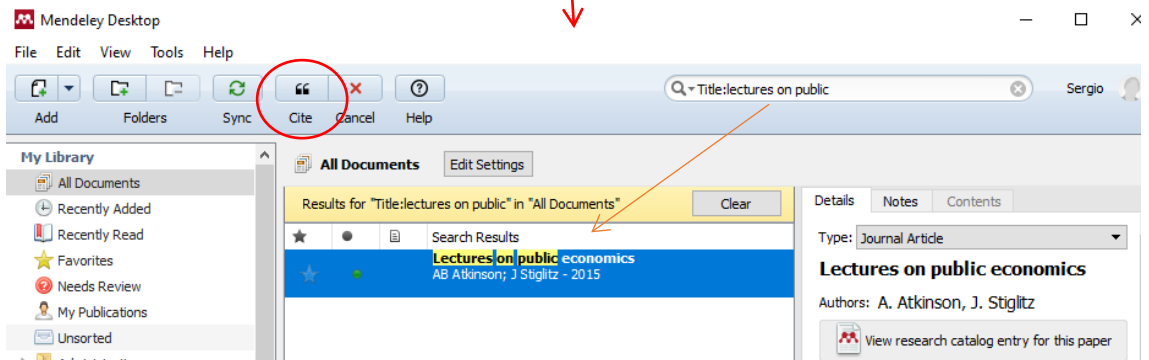 Mendeley Desktop
File Edit View Tools Help
Title:lectures on public
Sergio
Add Folders Sync Cite Cancel Help
My Library
All Documents
Recently Added
Recently Read
Favorites
Needs Review
My Publications
Unsorted
All Documents Edit Settings
Results for "Title:lectures on public" in "All Documents" Clear
Search Results
Lectures on public economics
AB Atkinson; J Stiglitz - 2015
Details Notes Contents
Type: Journal Article
Lectures on public economics
Authors: A. Atkinson, J. Stiglitz
View research catalog entry for this paper